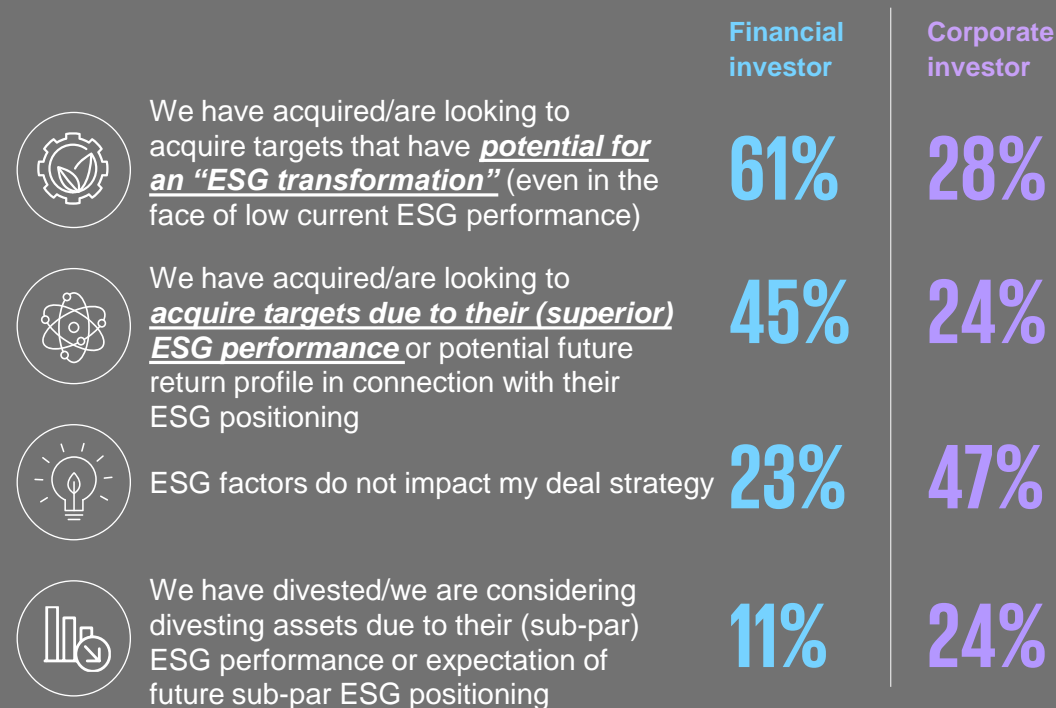 Financial
investor
Corporate
investor
We have acquired/are looking to
acquire targets that have potential for
an “ESG transformation” (even in the
face of low current ESG performance)
61%
28%
We have acquired/are looking to
acquire targets due to their (superior)
ESG performance or potential future
return profile in connection with their
ESG positioning
45%
24%
ESG factors do not impact my deal strategy
23%
47%
We have divested/we are considering
divesting assets due to their (sub-par)
ESG performance or expectation of
future sub-par ESG positioning
11%
24%